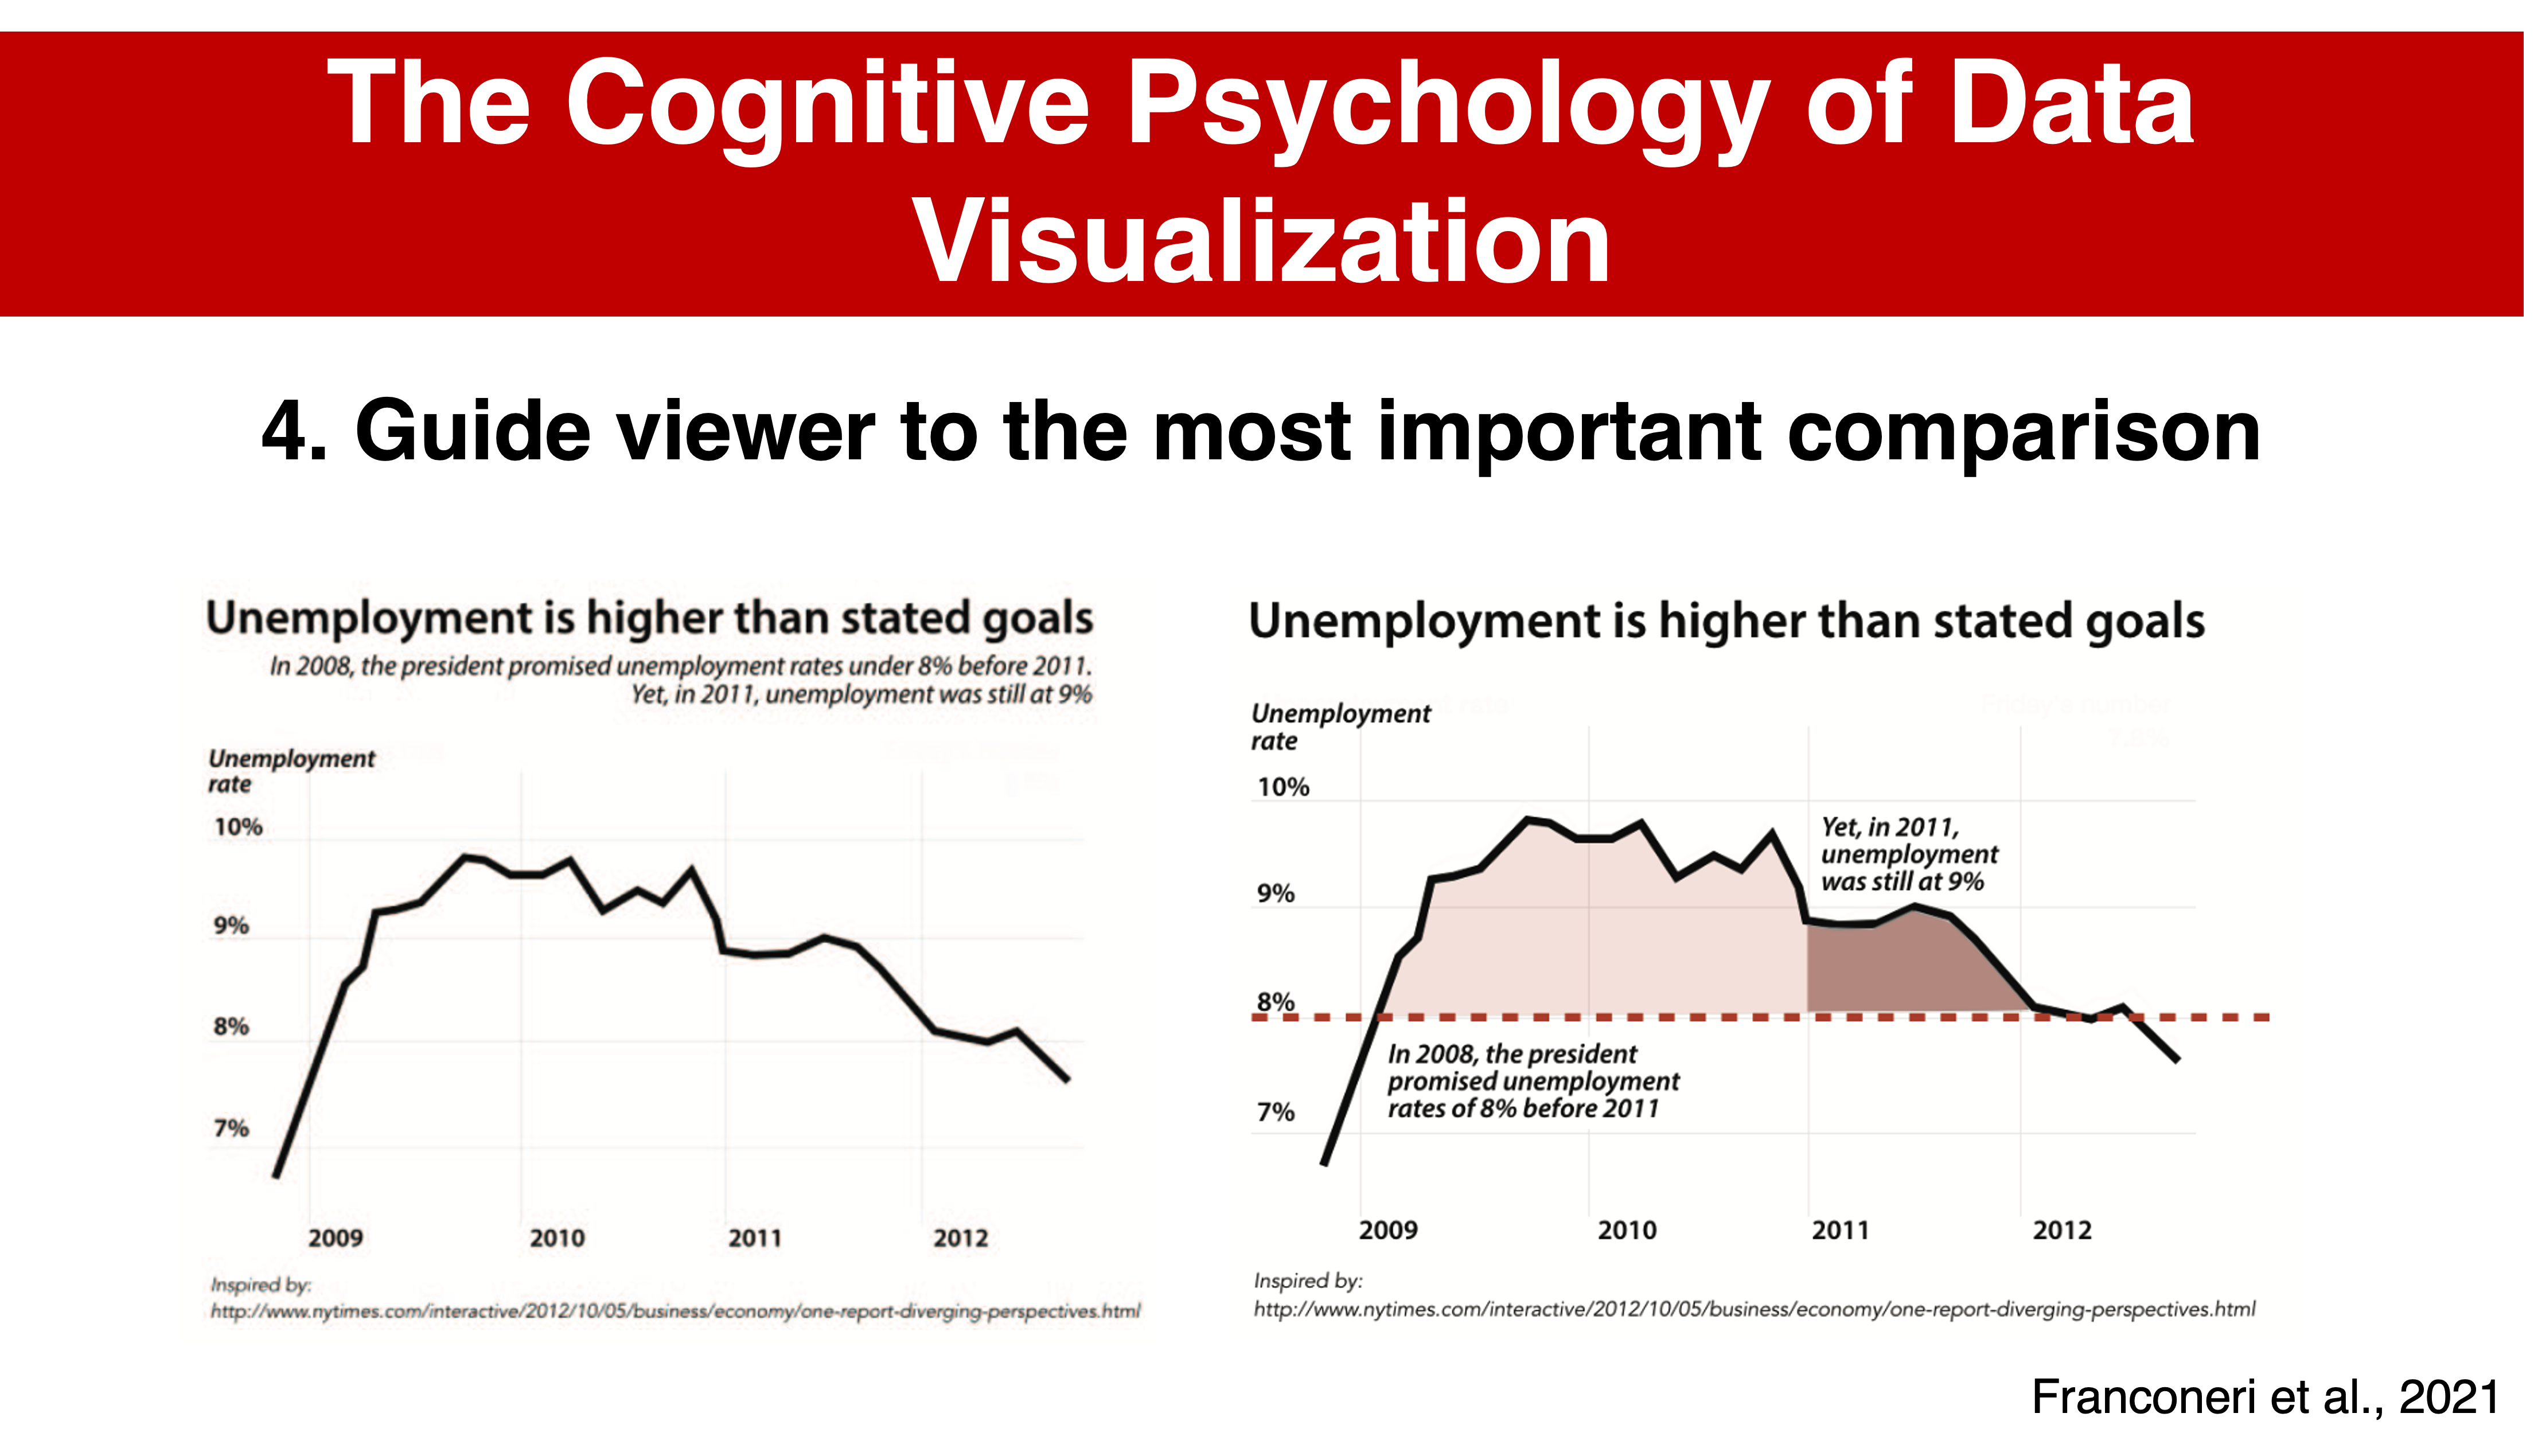 The Cognitive Psychology of Data
Visualization
4. Guide viewer to the most important comparison
Unemployment is higher than stated goals
In 2008, the president promised unemployment rates under 8% before 2011.
Yet, in 2011, unemployment was still at 9%
Unemployment
rate
10%
9%
8%
7%
2009 2010 2011 2012
Inspired by:
http://www.nytimes.com/interactive/2012/10/05/business/economy/one-report-diverging-perspectives.html
Unemployment is higher than stated goals
Unemployment
rate
10%
Yet, in 2011,
unemployment
was still at 9%
9%
8%
In 2008, the president
promised unemployment
rates of 8% before 2011
7%
2009 2010 2011 2012
Inspired by:
http://www.nytimes.com/interactive/2012/10/05/business/economy/one-report-diverging-perspectives.html
Franconeri et al., 2021